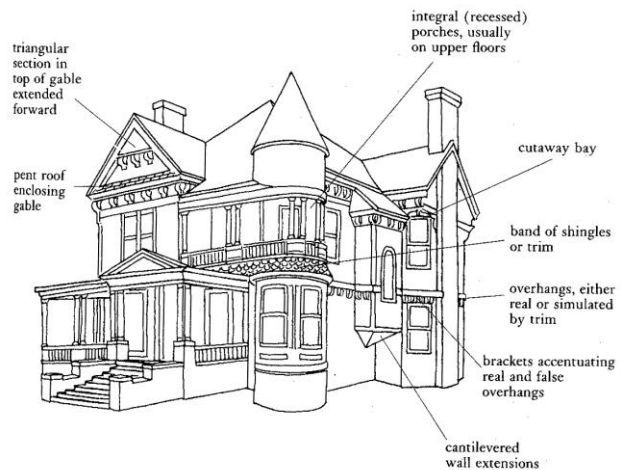 integral (recessed)
porches, usually
on upper floors
triangular
section in
top of gable
extended
forward
cutaway bay
pent roof
enclosing
gable
band of shingles
or trim
overhangs, either
real or simulated
by trim
brackets accentuating
real and false
overhangs
cantilevered
wall extensions